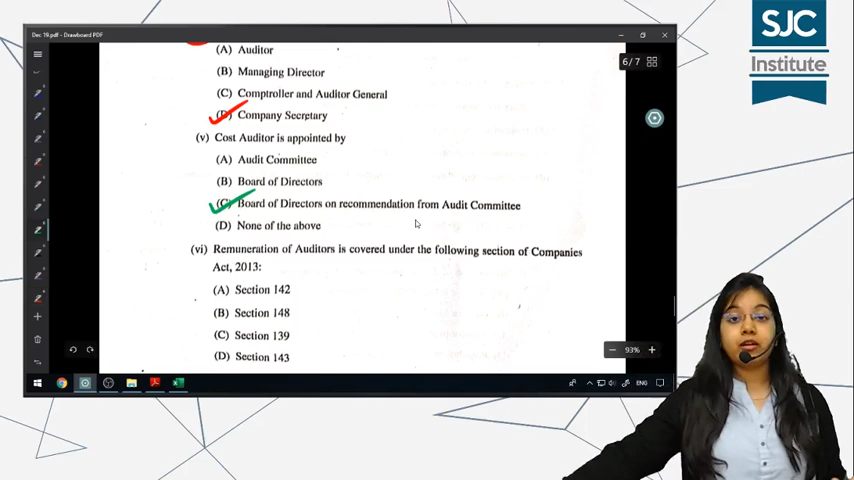 Dec 19.pdf - Drawboard PDF
6 / 7
(A) Auditor
(B) Managing Director
(C) Comptroller and Auditor General
(D) Company Secretary
(v) Cost Auditor is appointed by
(A) Audit Committee
(B) Board of Directors
(C) Board of Directors on recommendation from Audit Committee
(D) None of the above
(vi) Remuneration of Auditors is covered under the following section of Companies
Act, 2013:
(A) Section 142
(B) Section 148
(C) Section 139
(D) Section 143
93%
ENG
SJC
Institute